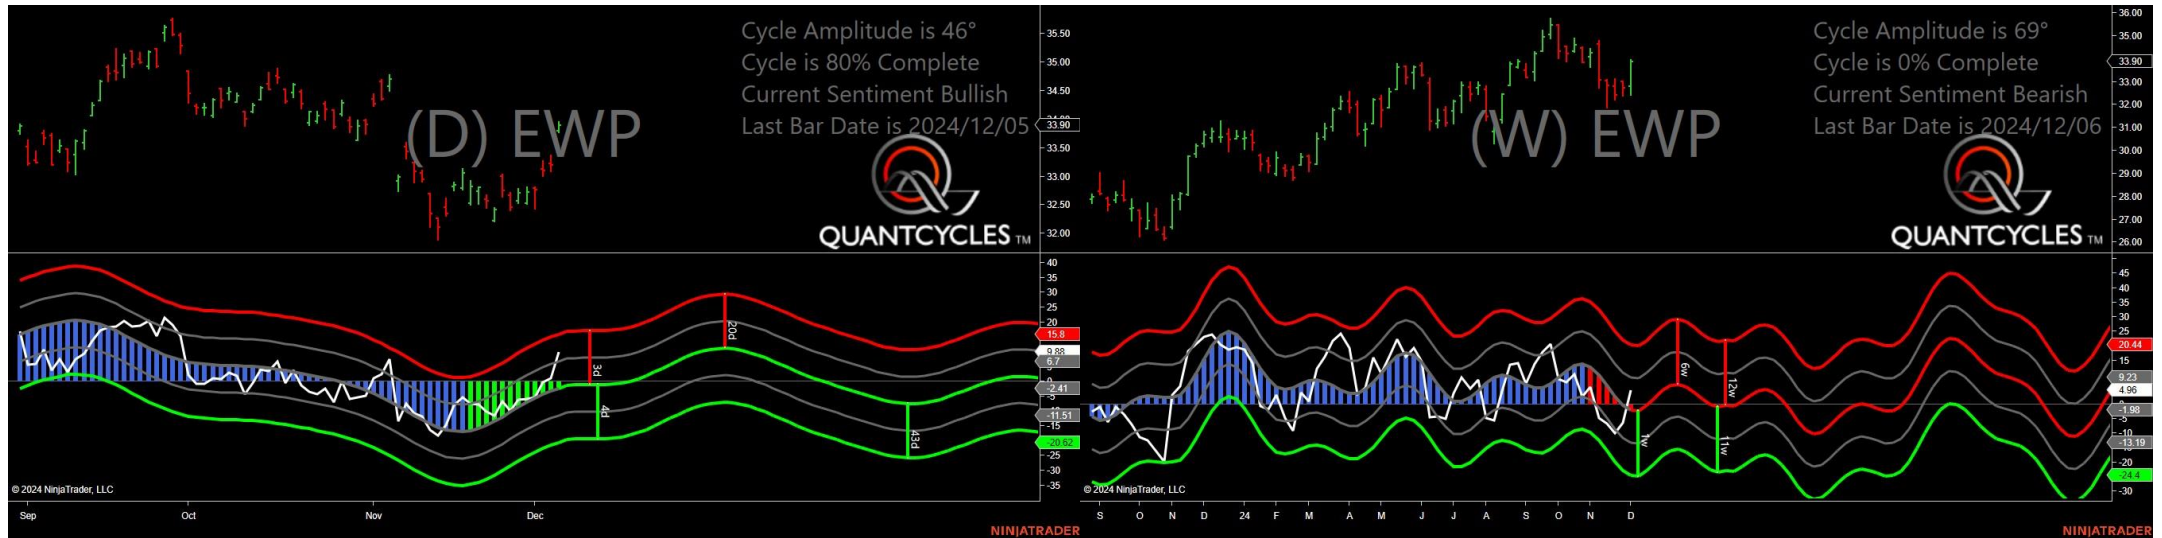 Cycle Amplitude is 46°
Cycle is 80% Complete
Current Sentiment Bullish
Last Bar Date is 2024/12/05
(D) EWP
QUANTCYCLES TM
35.50
35.00
34.50
33.90
33.50
33.00
32.50
32.00
40
35
30
25
20
15.8
9.88
6.7
-2.41
-5
-11.51
-15
-20.62
-25
-30
-35
3d
4d
20d
43d
© 2024 NinjaTrader, LLC
Sep
Oct
Nov
Dec
NINJATRADER
Cycle Amplitude is 69°
Cycle is 0% Complete
Current Sentiment Bearish
Last Bar Date is 2024/12/06
(W) EWP
QUANTCYCLES TM
36.00
35.00
33.90
33.00
32.00
31.00
30.00
29.00
28.00
27.00
26.00
45
40
35
30
25
20.44
15
9.23
4.96
-1.98
-5
-13.19
-20
-24.4
-30
1w
6w
11w
12w
© 2024 NinjaTrader, LLC
S O N D 24 F M A M J J A S O N D
NINJATRADER